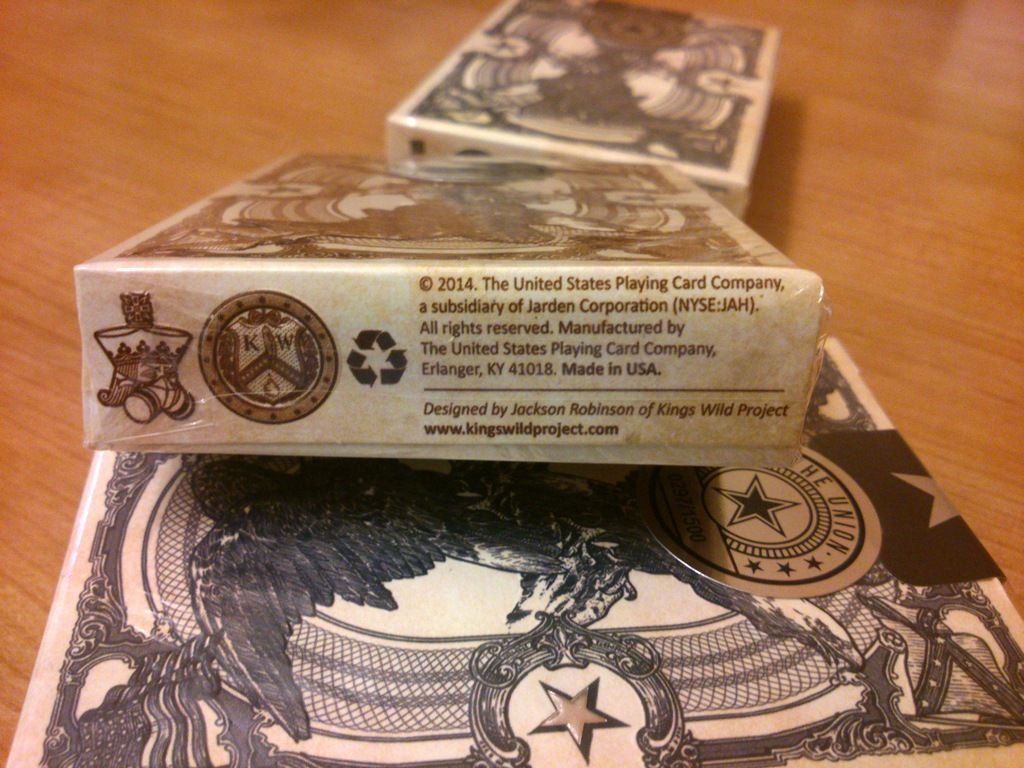 © 2014. The United States Playing Card Company,
a subsidiary of Jarden Corporation (NYSE:JAH).
All rights reserved. Manufactured by
The United States Playing Card Company,
Erlanger, KY 41018. Made in USA.
Designed by Jackson Robinson of Kings Wild Project
www.kingswildproject.com
K W
C
THE UNION.